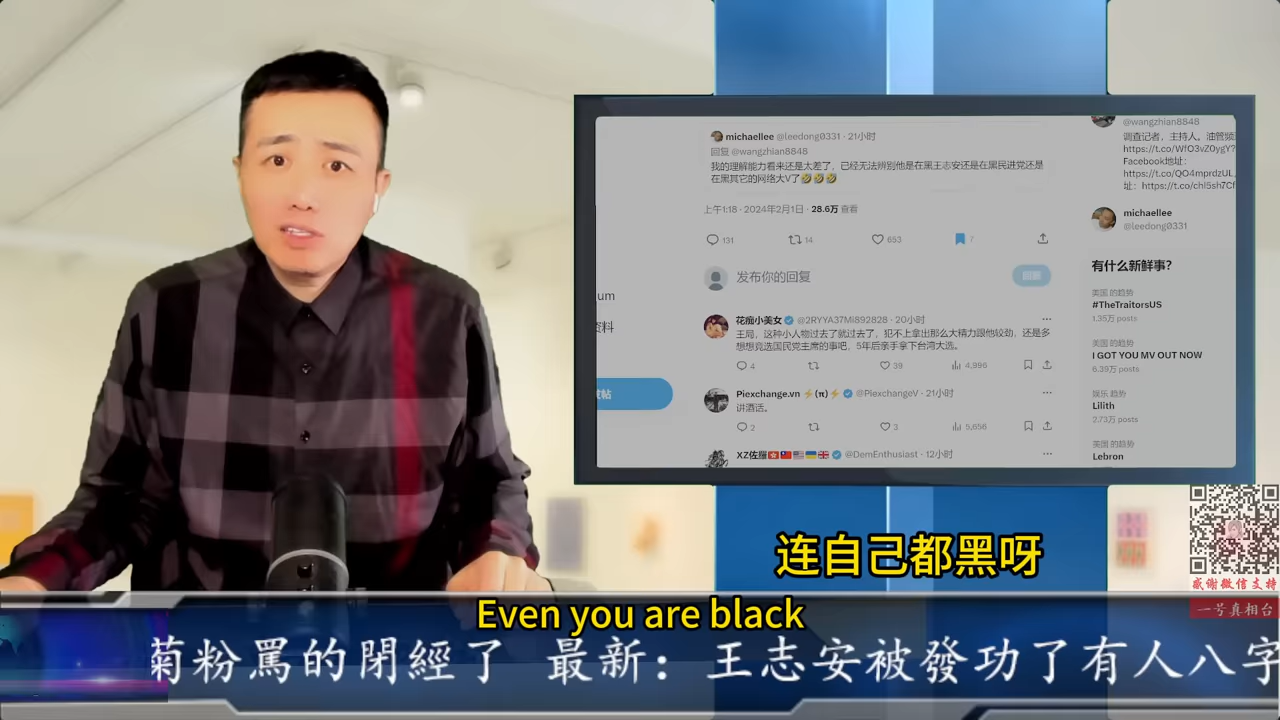 michaellee @leedong0331 · 21小时
回复 @wangzhian8848
我的理解能力看来还是太差了，已经无法辨别他是在黑王志安还是在黑民进党还是
在黑其它的网络大V了🤣🤣🤣
上午1:18 · 2024年2月1日 · 28.6万 查看
131 14 653 7
发布你的回复
回复
花痴小美女 @2RYYA37Mi892828 · 20小时
王局，这种小人物过去了就过去了，犯不上拿出那么大精力跟他较劲，还是多
想想竞选国民党主席的事吧，5年后亲手拿下台湾大选。
4 39 4,996
Piexchange.vn ⚡(π)⚡ @PiexchangeV · 21小时
讲酒话。
2 3 5,656
XZ佐羅🇭🇰🇹🇼🇺🇸🇺🇦🇬🇧 @DemEnthusiast · 12小时
um
资料
发帖
@wangzhian8848
调查记者，主持人。油管频
https://t.co/WfO3vZ0ygY?
Facebook地址：
https://t.co/QO4mprdzUL
址：https://t.co/chI5sh7Cf
michaellee
@leedong0331
有什么新鲜事？
美国 的趋势
#TheTraitorsUS
1.35万 posts
美国 的趋势
I GOT YOU MV OUT NOW
6.39万 posts
娱乐 的趋势
Lilith
2.73万 posts
美国 的趋势
Lebron
连自己都黑呀
感谢微信支持
一号真相台
Even you are black
菊粉罵的閉經了 最新：王志安被發功了有人八字